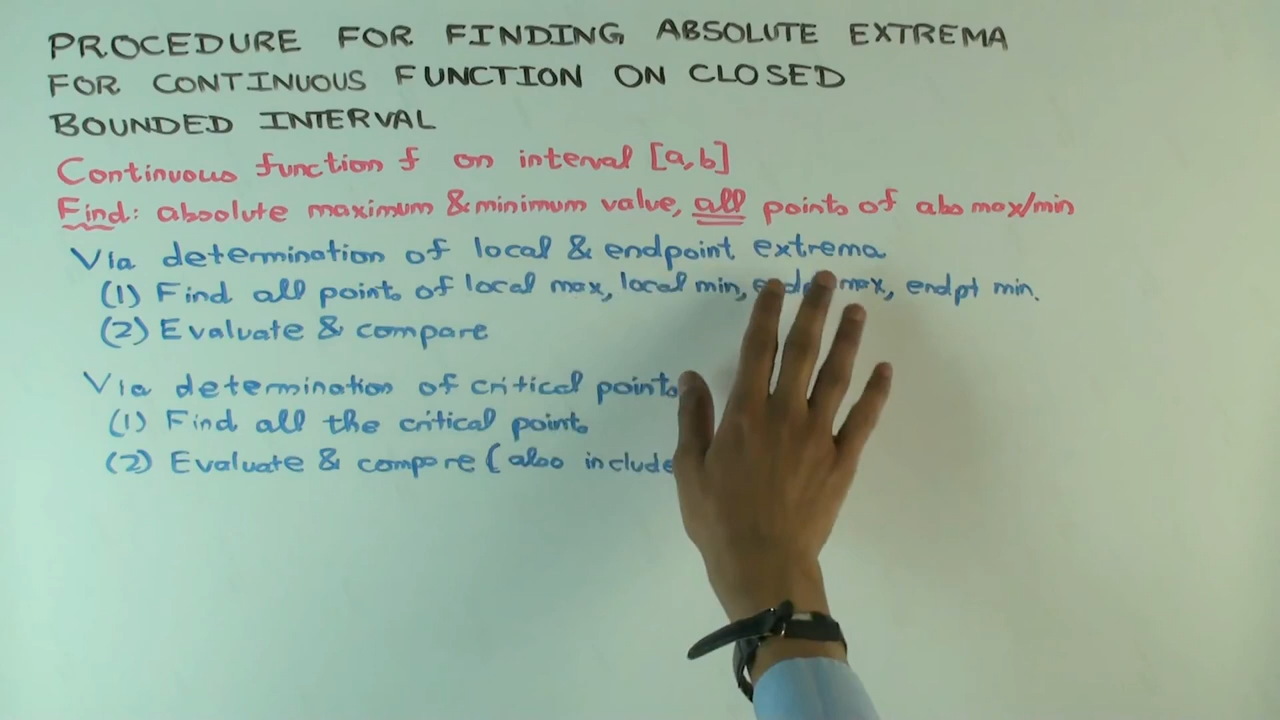 PROCEDURE FOR FINDING ABSOLUTE EXTREMA
FOR CONTINUOUS FUNCTION ON CLOSED
BOUNDED INTERVAL
Continuous function f on interval [a,b]
Find: absolute maximum & minimum value, all points of abs max/min
Via determination of local & endpoint extrema
(1) Find all points of local max, local min, max, endpt min.
(2) Evaluate & compare
Via determination of critical points
(1) Find all the critical points
(2) Evaluate & compare (also include